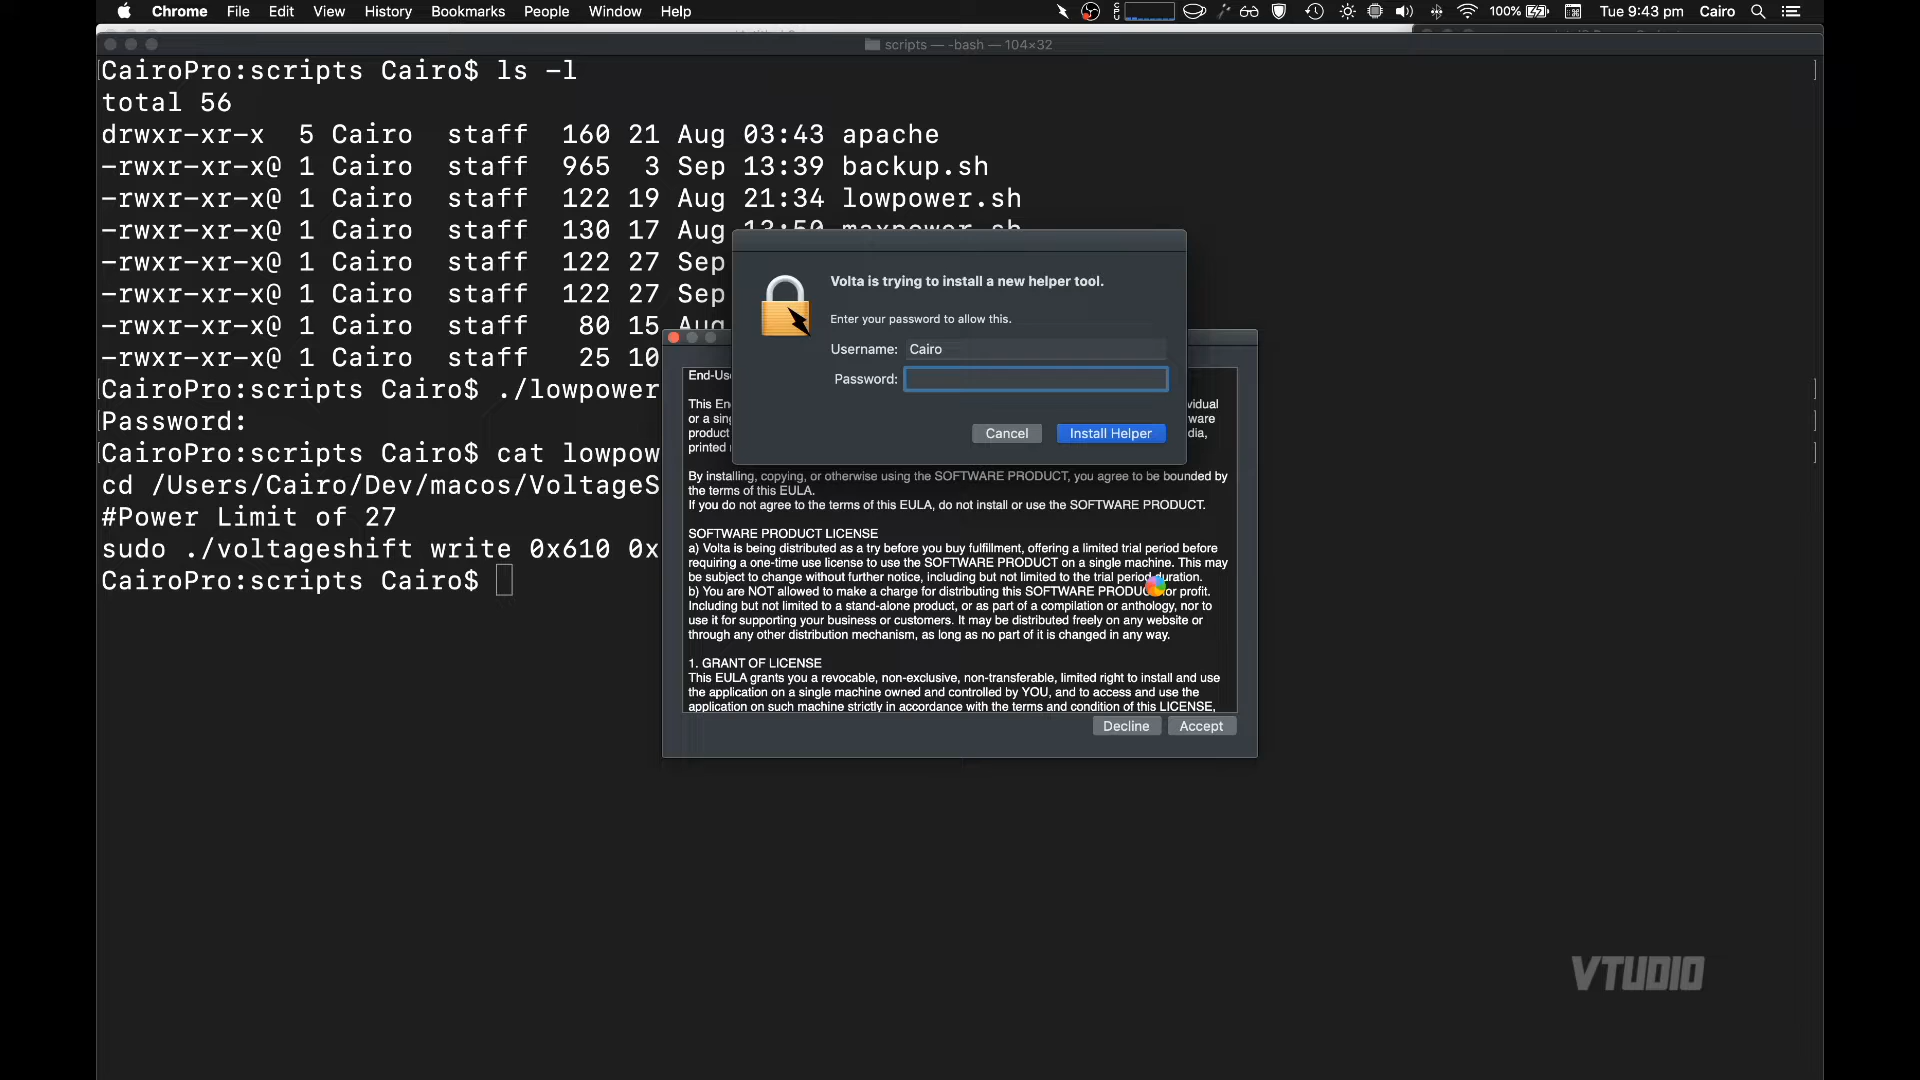 Chrome File Edit View History Bookmarks People Window Help 100% Tue 9:43 pm Cairo
scripts — -bash — 104×32
CairoPro:scripts Cairo$ ls -l
total 56
drwxr-xr-x 5 Cairo staff 160 21 Aug 03:43 apache
-rwxr-xr-x@ 1 Cairo staff 965 3 Sep 13:39 backup.sh
-rwxr-xr-x@ 1 Cairo staff 122 19 Aug 21:34 lowpower.sh
-rwxr-xr-x@ 1 Cairo staff 130 17 Aug 13:50 maxpower.sh
-rwxr-xr-x@ 1 Cairo staff 122 27 Sep
-rwxr-xr-x@ 1 Cairo staff 122 27 Sep
-rwxr-xr-x@ 1 Cairo staff 80 15 Aug
-rwxr-xr-x@ 1 Cairo staff 25 10
CairoPro:scripts Cairo$ ./lowpower
Password:
CairoPro:scripts Cairo$ cat lowpow
cd /Users/Cairo/Dev/macos/VoltageS
#Power Limit of 27
sudo ./voltageshift write 0x610 0x
CairoPro:scripts Cairo$
Volta is trying to install a new helper tool.
Enter your password to allow this.
Username: Cairo
Password:
Cancel Install Helper
End-Use
This En vidual
or a sing ware
product dia,
printed
By installing, copying, or otherwise using the SOFTWARE PRODUCT, you agree to be bounded by
the terms of this EULA.
If you do not agree to the terms of this EULA, do not install or use the SOFTWARE PRODUCT.
SOFTWARE PRODUCT LICENSE
a) Volta is being distributed as a try before you buy fulfillment, offering a limited trial period before
requiring a one-time use license to use the SOFTWARE PRODUCT on a single machine. This may
be subject to change without further notice, including but not limited to the trial period duration.
b) You are NOT allowed to make a charge for distributing this SOFTWARE PRODUC for profit.
Including but not limited to a stand-alone product, or as part of a compilation or anthology, nor to
use it for supporting your business or customers. It may be distributed freely on any website or
through any other distribution mechanism, as long as no part of it is changed in any way.
1. GRANT OF LICENSE
This EULA grants you a revocable, non-exclusive, non-transferable, limited right to install and use
the application on a single machine owned and controlled by YOU, and to access and use the
application on such machine strictly in accordance with the terms and condition of this LICENSE,
Decline Accept
VTUDIO